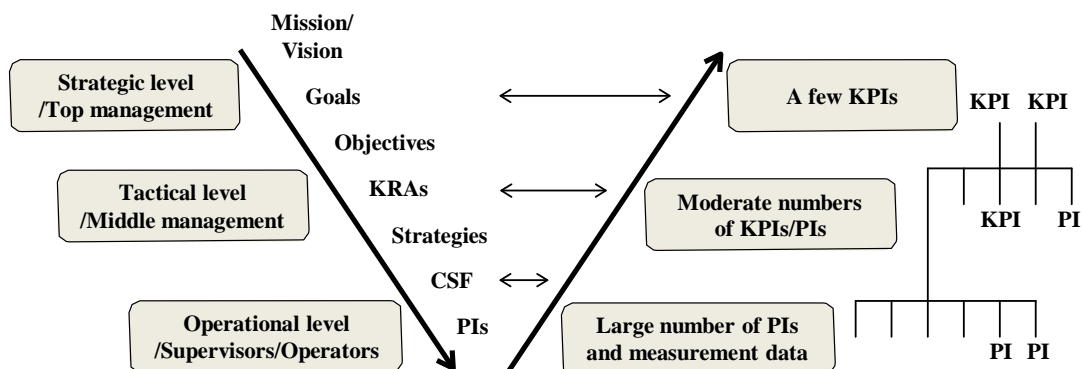 Mission/
Vision
Strategic level
/Top management
Goals
A few KPIs
KPI KPI
Objectives
Tactical level
/Middle management
KRAs
Moderate numbers
of KPIs/PIs
KPI PI
Strategies
CSF
Operational level
/Supervisors/Operators
PIs
Large number of PIs
and measurement data
PI PI